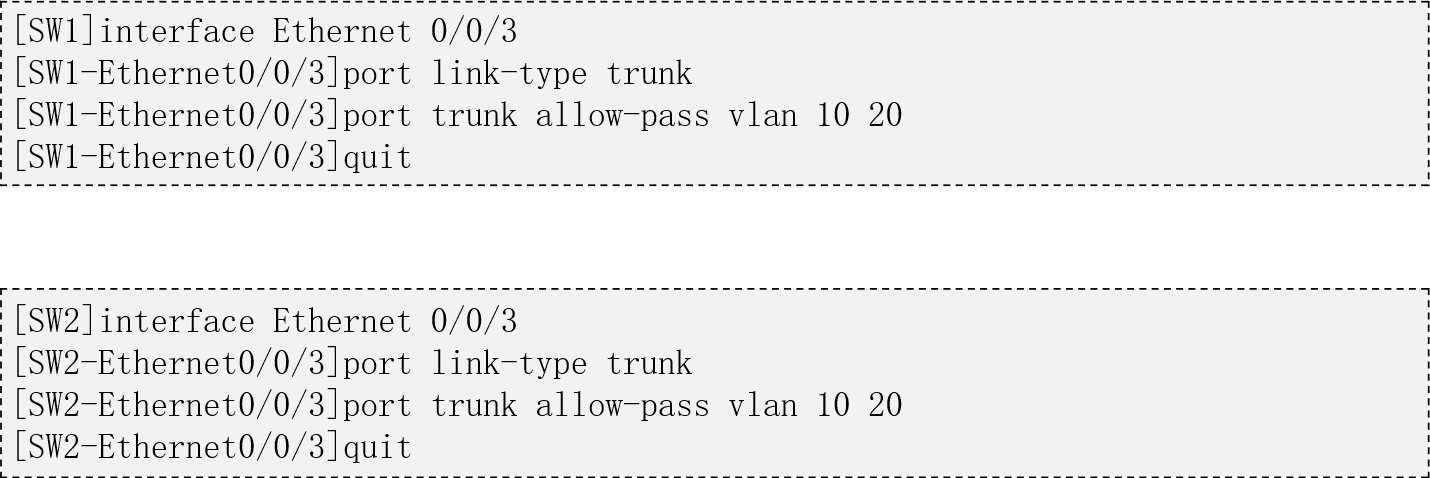 [SW1]interface Ethernet 0/0/3
[SW1-Ethernet0/0/3]port link-type trunk
[SW1-Ethernet0/0/3]port trunk allow-pass vlan 10 20
[SW1-Ethernet0/0/3]quit
[SW2]interface Ethernet 0/0/3
[SW2-Ethernet0/0/3]port link-type trunk
[SW2-Ethernet0/0/3]port trunk allow-pass vlan 10 20
[SW2-Ethernet0/0/3]quit